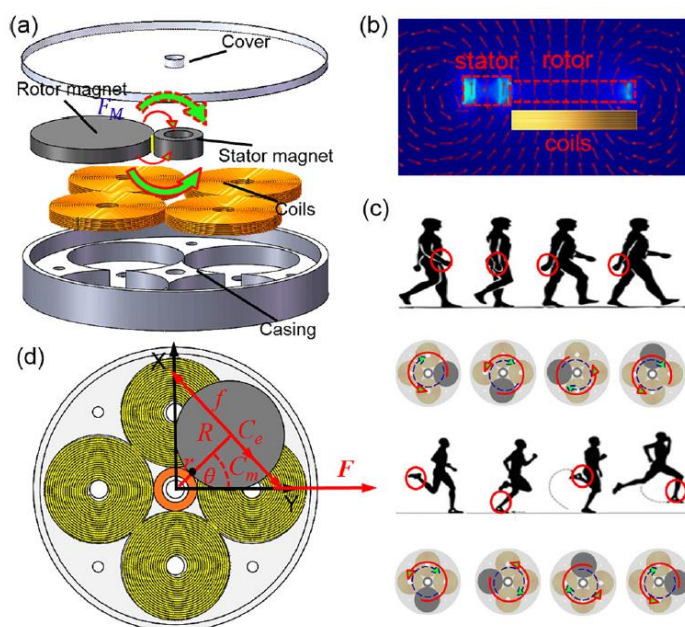 (a)
Cover
Rotor magnet
F_M
Stator magnet
Coils
Casing
(b)
stator
rotor
coils
(c)
(d)
X
f
R
C_e
r
θ
C_m
Y
F